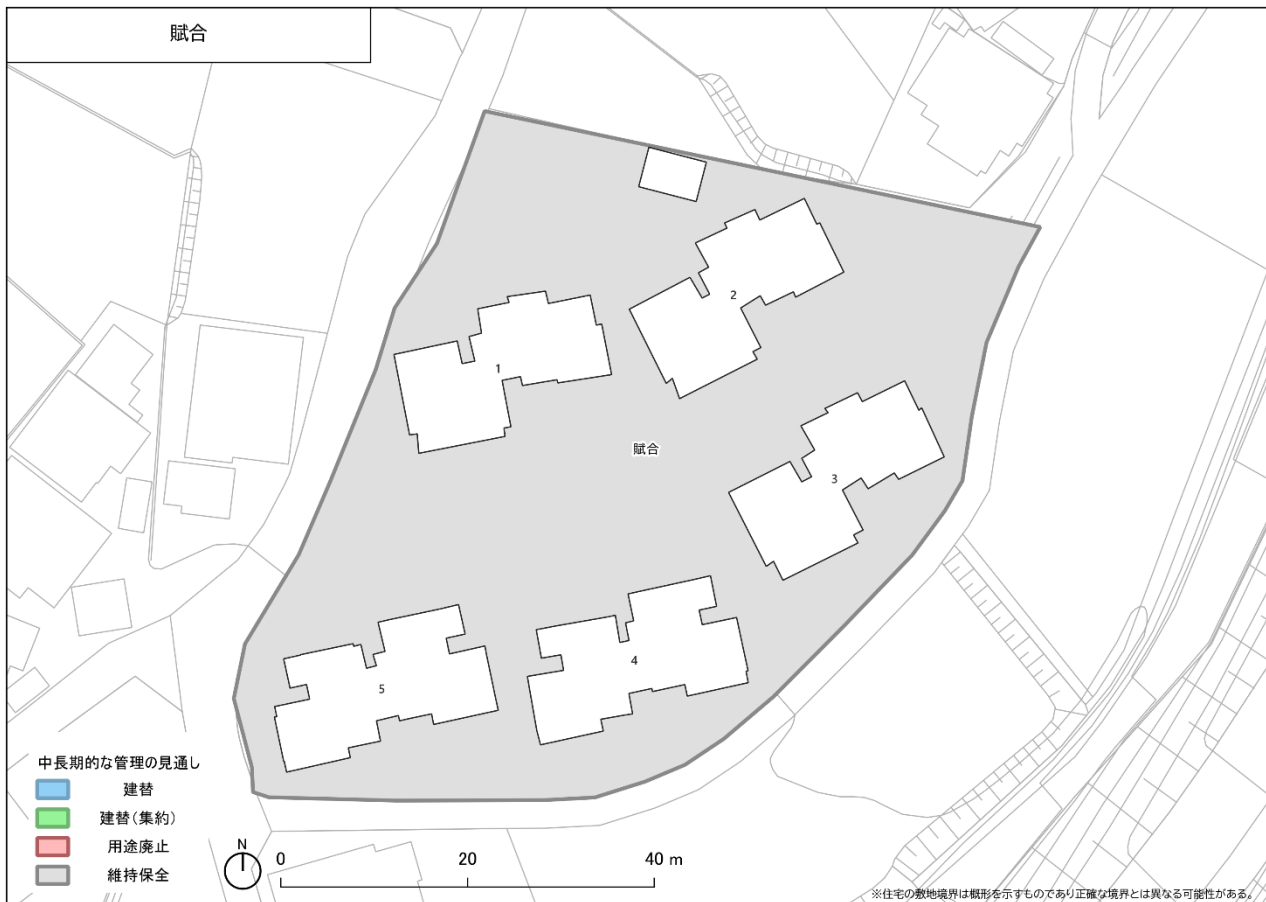 賦合
1
2
3
賦合
4
5
中長期的な管理の見通し
建替
建替(集約)
用途廃止
維持保全
N
0 20 40 m
※住宅の敷地境界は概形を示すものであり正確な境界とは異なる可能性がある。